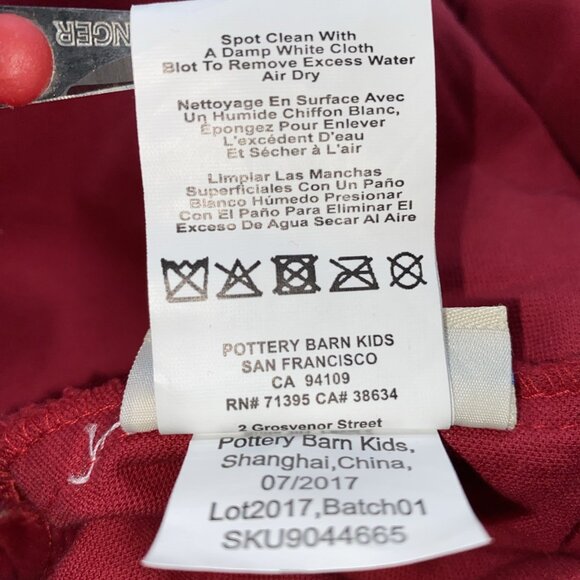 NGER
Spot Clean With
A Damp White Cloth
Blot To Remove Excess Water
Air Dry
Nettoyage En Surface Avec
Un Humide Chiffon Blanc,
Épongez Pour Enlever
L'excédent D'eau
Et Sécher à L'air
Limpiar Las Manchas
Superficiales Con Un Paño
Blanco Húmedo Presionar
Con El Paño Para Eliminar El
Exceso De Agua Secar Al Aire
POTTERY BARN KIDS
SAN FRANCISCO
CA 94109
RN# 71395 CA# 38634
2 Grosvenor Street
Pottery Barn Kids,
Shanghai,China,
07/2017
Lot2017,Batch01
SKU9044665